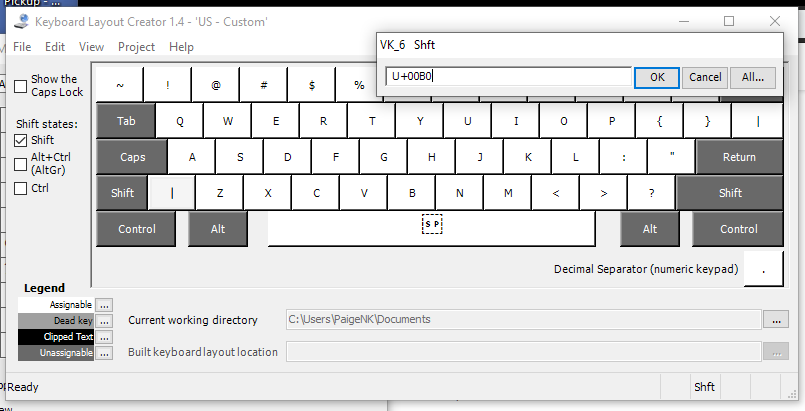 Pickup -
Keyboard Layout Creator 1.4 - 'US - Custom'
File Edit View Project Help
VK_6 Shft
U+00B0
OK Cancel All...
Show the
Caps Lock
Shift states:
Shift
Alt+Ctrl
(AltGr)
Ctrl
~ ! @ # $ %
Tab Q W E R T Y U I O P { } |
Caps A S D F G H J K L : " Return
Shift | Z X C V B N M < > ? Shift
Control Alt SP Alt Control
Decimal Separator (numeric keypad) .
Legend
Assignable ...
Dead key ...
Clipped Text ...
Unassignable ...
Current working directory C:\Users\PaigeNK\Documents ...
Built keyboard layout location ...
Ready Shft